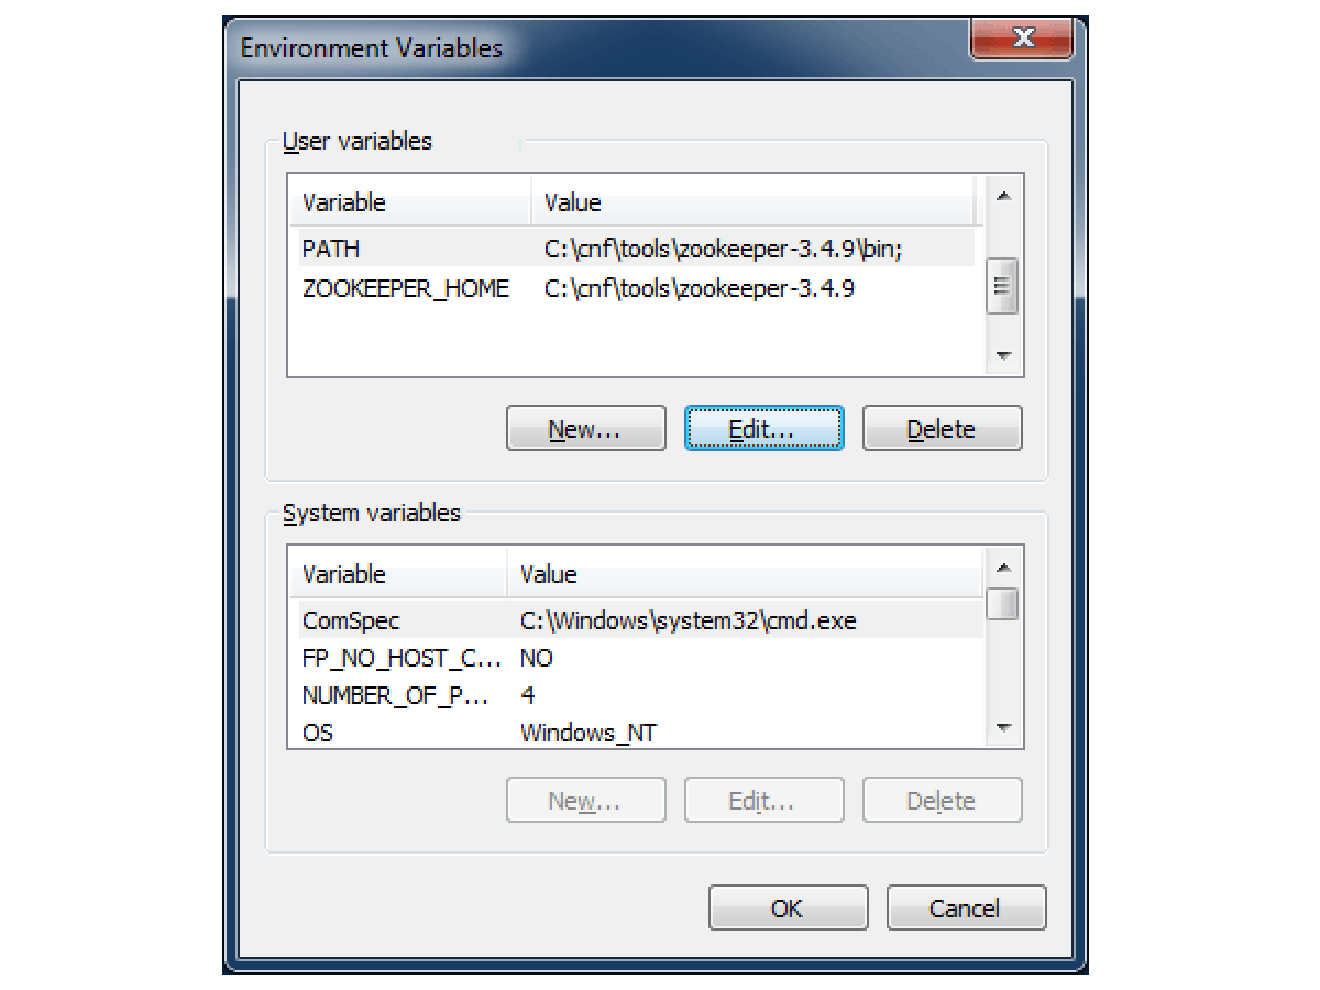 Environment Variables
User variables
Variable Value
PATH C:\cnf\tools\zookeeper-3.4.9\bin;
ZOOKEEPER_HOME C:\cnf\tools\zookeeper-3.4.9
New... Edit... Delete
System variables
Variable Value
ComSpec C:\Windows\system32\cmd.exe
FP_NO_HOST_C... NO
NUMBER_OF_P... 4
OS Windows_NT
New... Edit... Delete
OK Cancel